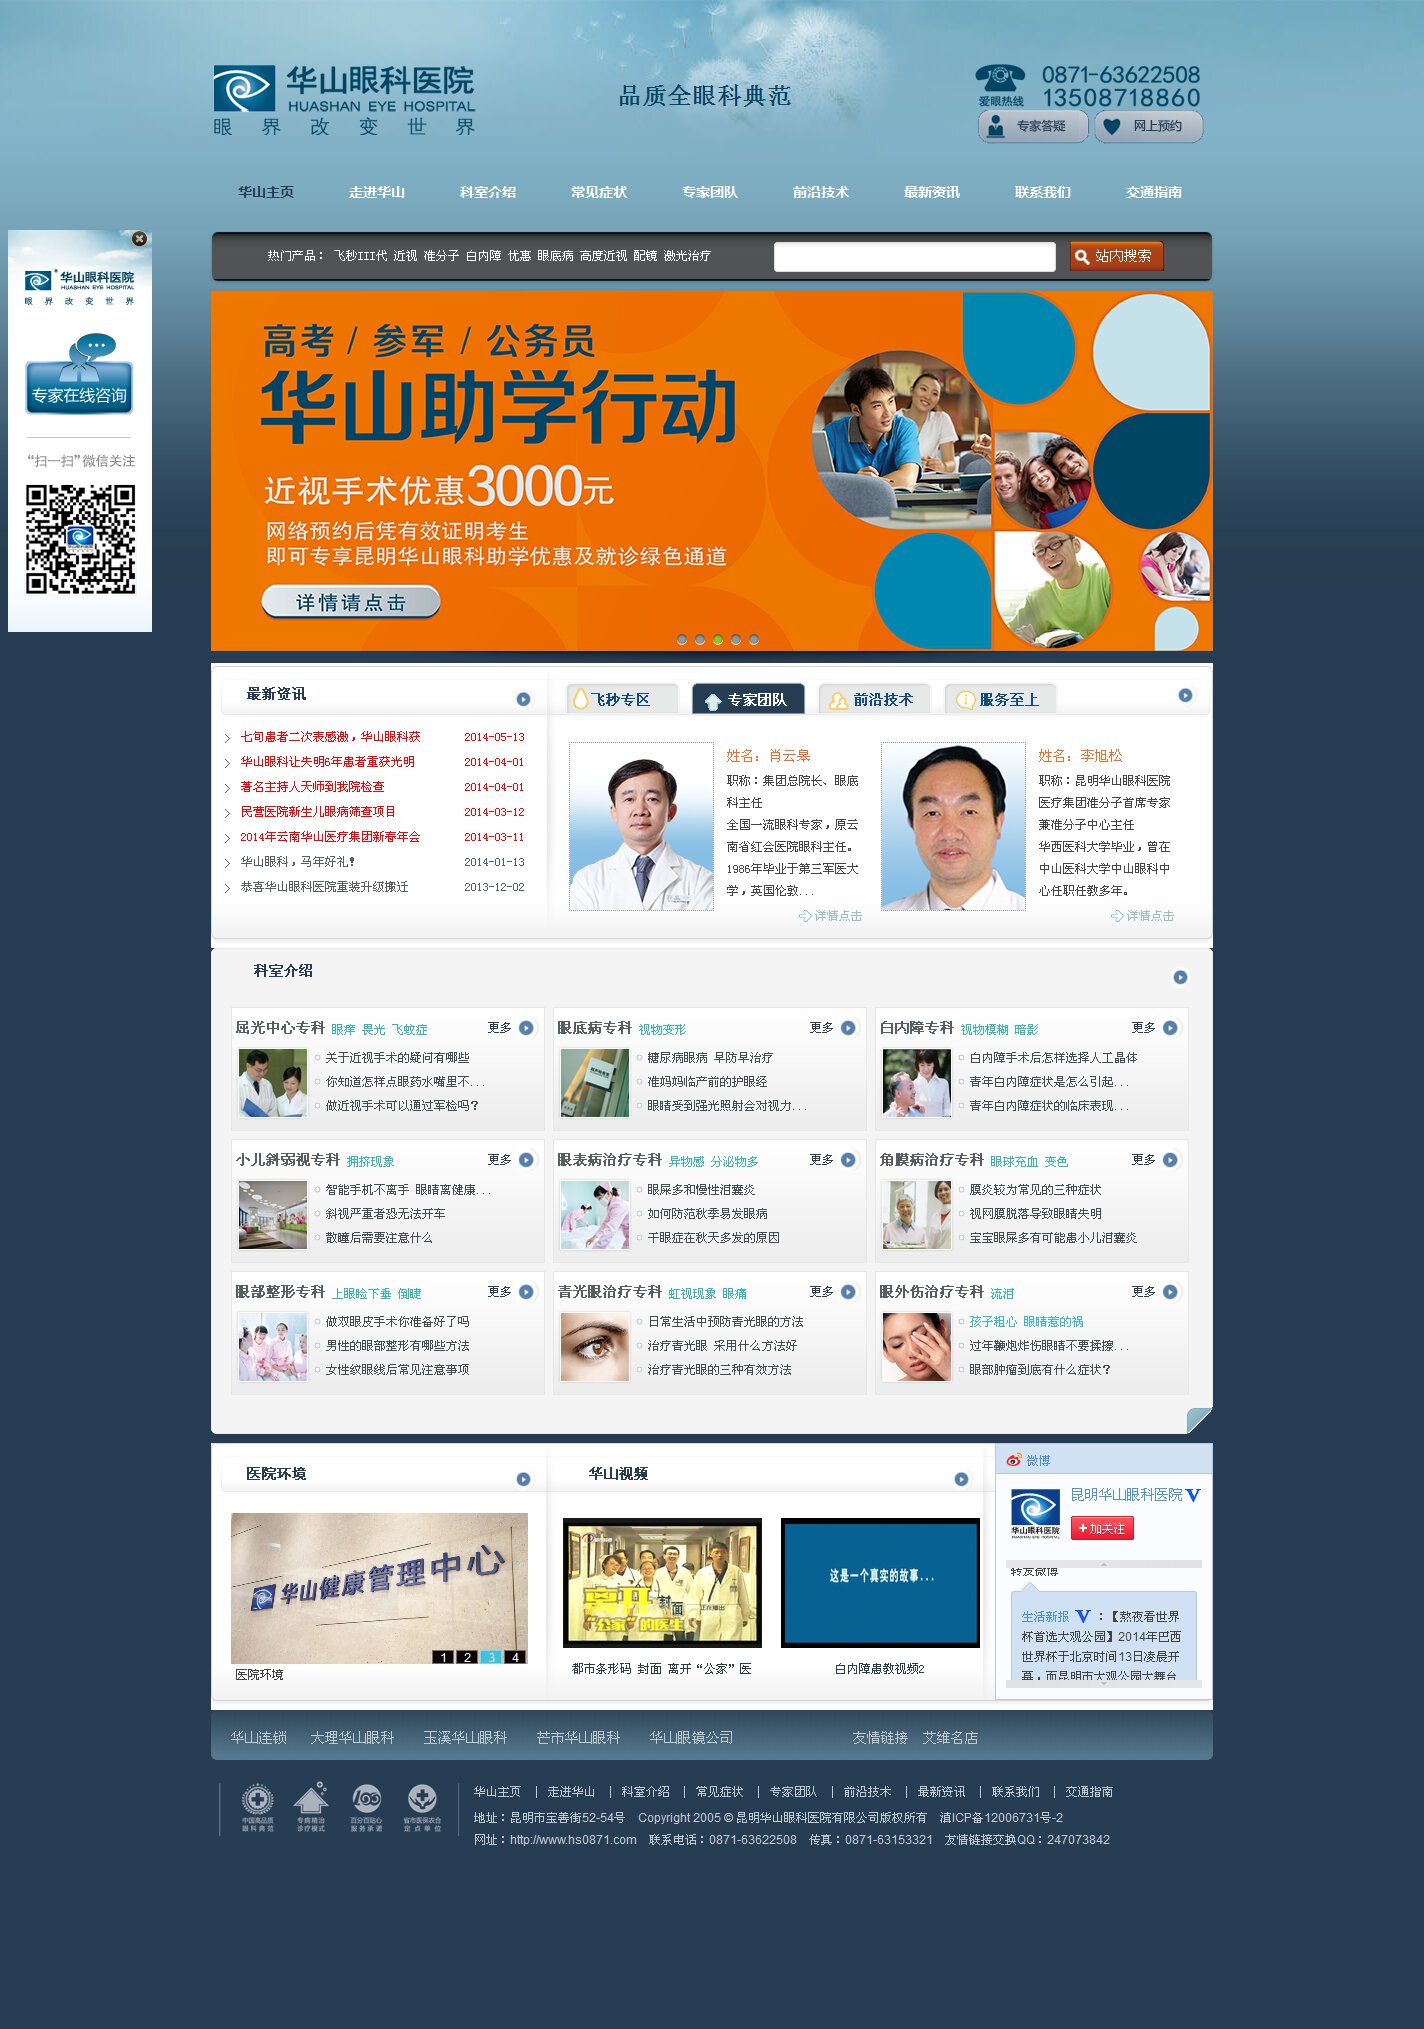 华山眼科医院
HUASHAN EYE HOSPITAL
眼 界 改 变 世 界
品质全眼科典范
爱眼热线
0871-63622508
13508718860
专家答疑
网上预约
华山主页 走进华山 科室介绍 常见症状 专家团队 前沿技术 最新资讯 联系我们 交通指南
热门产品： 飞秒III代 近视 准分子 白内障 优惠 眼底病 高度近视 配镜 激光治疗
站内搜索
华山眼科医院
HUASHAN EYE HOSPITAL
眼 界 改 变 世 界
专家在线咨询
“扫一扫”微信关注
高考 / 参军 / 公务员
华山助学行动
近视手术优惠3000元
网络预约后凭有效证明考生
即可专享昆明华山眼科助学优惠及就诊绿色通道
详情请点击
最新资讯
七旬患者二次表感激，华山眼科获 2014-05-13
华山眼科让失明6年患者重获光明 2014-04-01
著名主持人天师到我院检查 2014-04-01
民营医院新生儿眼病筛查项目 2014-03-12
2014年云南华山医疗集团新春年会 2014-03-11
华山眼科，马年好礼! 2014-01-13
恭喜华山眼科医院重装升级搬迁 2013-12-02
飞秒专区 专家团队 前沿技术 服务至上
姓名：肖云皋
职称：集团总院长、眼底
科主任
全国一流眼科专家，原云
南省红会医院眼科主任。
1986年毕业于第三军医大
学，英国伦敦...
详情点击
姓名：李旭松
职称：昆明华山眼科医院
医疗集团准分子首席专家
兼准分子中心主任
华西医科大学毕业，曾在
中山医科大学中山眼科中
心任职任教多年。
详情点击
科室介绍
屈光中心专科 眼痒 畏光 飞蚊症 更多
关于近视手术的疑问有哪些
你知道怎样点眼药水嘴里不...
做近视手术可以通过军检吗?
眼底病专科 视物变形 更多
糖尿病眼病 早防早治疗
准妈妈临产前的护眼经
眼睛受到强光照射会对视力...
白内障专科 视物模糊 暗影 更多
白内障手术后怎样选择人工晶体
青年白内障症状是怎么引起...
青年白内障症状的临床表现...
小儿斜弱视专科 拥挤现象 更多
智能手机不离手 眼睛离健康...
斜视严重者恐无法开车
散瞳后需要注意什么
眼表病治疗专科 异物感 分泌物多 更多
眼屎多和慢性泪囊炎
如何防范秋季易发眼病
干眼症在秋天多发的原因
角膜病治疗专科 眼球充血 变色 更多
膜炎较为常见的三种症状
视网膜脱落导致眼睛失明
宝宝眼屎多有可能患小儿泪囊炎
眼部整形专科 上眼睑下垂 倒睫 更多
做双眼皮手术你准备好了吗
男性的眼部整形有哪些方法
女性纹眼线后常见注意事项
青光眼治疗专科 虹视现象 眼痛 更多
日常生活中预防青光眼的方法
治疗青光眼 采用什么方法好
治疗青光眼的三种有效方法
眼外伤治疗专科 流泪 更多
孩子粗心 眼睛惹的祸
过年鞭炮炸伤眼睛不要揉擦...
眼部肿瘤到底有什么症状?
医院环境
华山健康管理中心
1 2 3 4
医院环境
华山视频
离开
封面
“公家”的医生
都市条形码 封面 离开“公家”医
这是一个真实的故事...
白内障患教视频2
微博
华山眼科医院
昆明华山眼科医院 V
+加关注
转发微博
生活新报 V ：【熬夜看世界
杯首选大观公园】2014年巴西
世界杯于北京时间13日凌晨开
幕，而昆明市大观公园大舞台
华山连锁 大理华山眼科 玉溪华山眼科 芒市华山眼科 华山眼镜公司 友情链接 艾维名店
中国高品质
眼科典范
专病精治
诊疗模式
百分百贴心
服务承诺
省市医保农合
定点单位
华山主页 | 走进华山 | 科室介绍 | 常见症状 | 专家团队 | 前沿技术 | 最新资讯 | 联系我们 | 交通指南
地址：昆明市宝善街52-54号 Copyright 2005 © 昆明华山眼科医院有限公司版权所有 滇ICP备12006731号-2
网址：http://www.hs0871.com 联系电话：0871-63622508 传真：0871-63153321 友情链接交换QQ：247073842